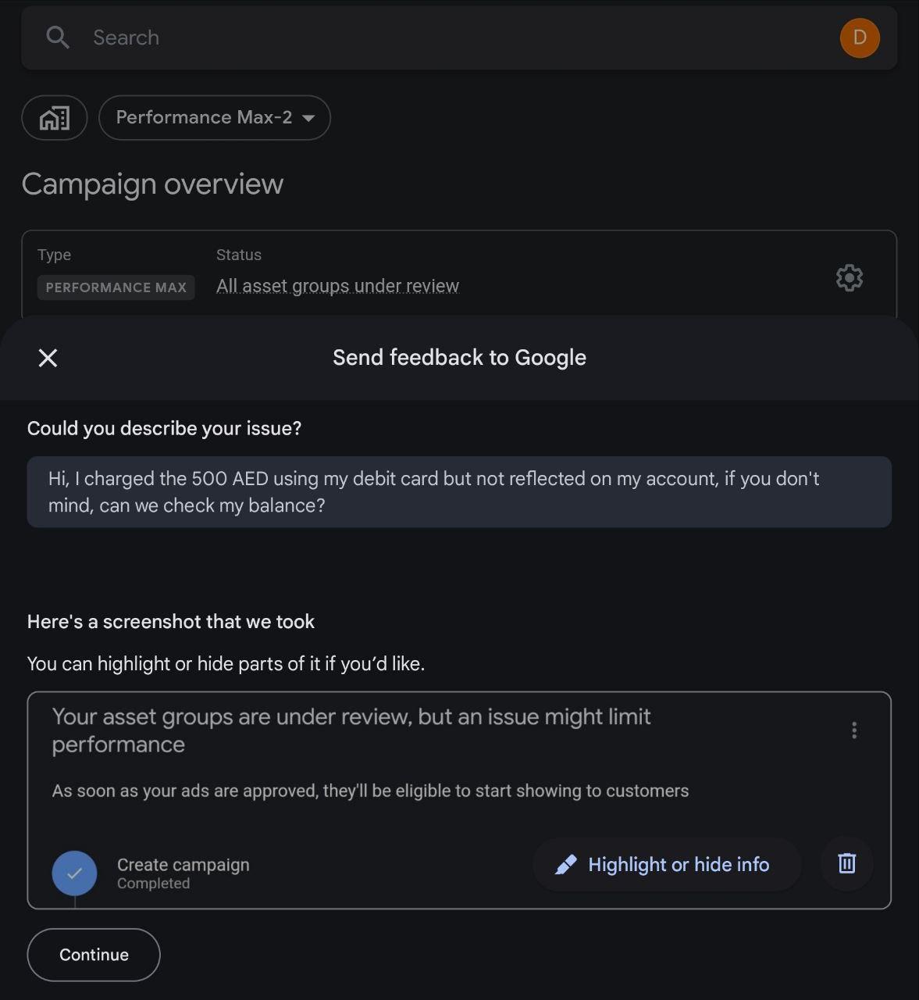 Search
D
Performance Max-2
Campaign overview
Type
Status
PERFORMANCE MAX
All asset groups under review
Send feedback to Google
Could you describe your issue?
Hi, I charged the 500 AED using my debit card but not reflected on my account, if you don't
mind, can we check my balance?
Here's a screenshot that we took
You can highlight or hide parts of it if you’d like.
Your asset groups are under review, but an issue might limit
performance
As soon as your ads are approved, they'll be eligible to start showing to customers
Create campaign
Completed
Highlight or hide info
Continue